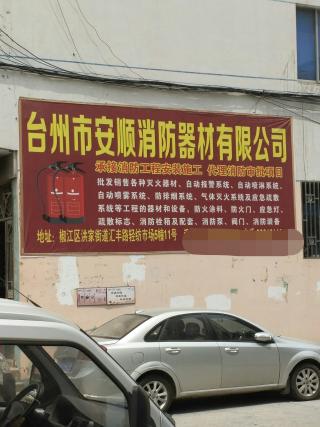 台州市安顺消防器材有限公司
承接消防工程安装施工 代理消防审批项目
批发销售各种灭火器材、自动报警系统、自动喷淋系统、
自动喷雾系统、防排烟系统、气体灭火系统及应急疏散
系统等工程的器材和设备，防火涂料、防火门、应急灯、
疏散标志、消防栓箱及配套、消防泵、阀门、消防装备
地址：椒江区洪家街道汇丰路轻纺市场5幢11号